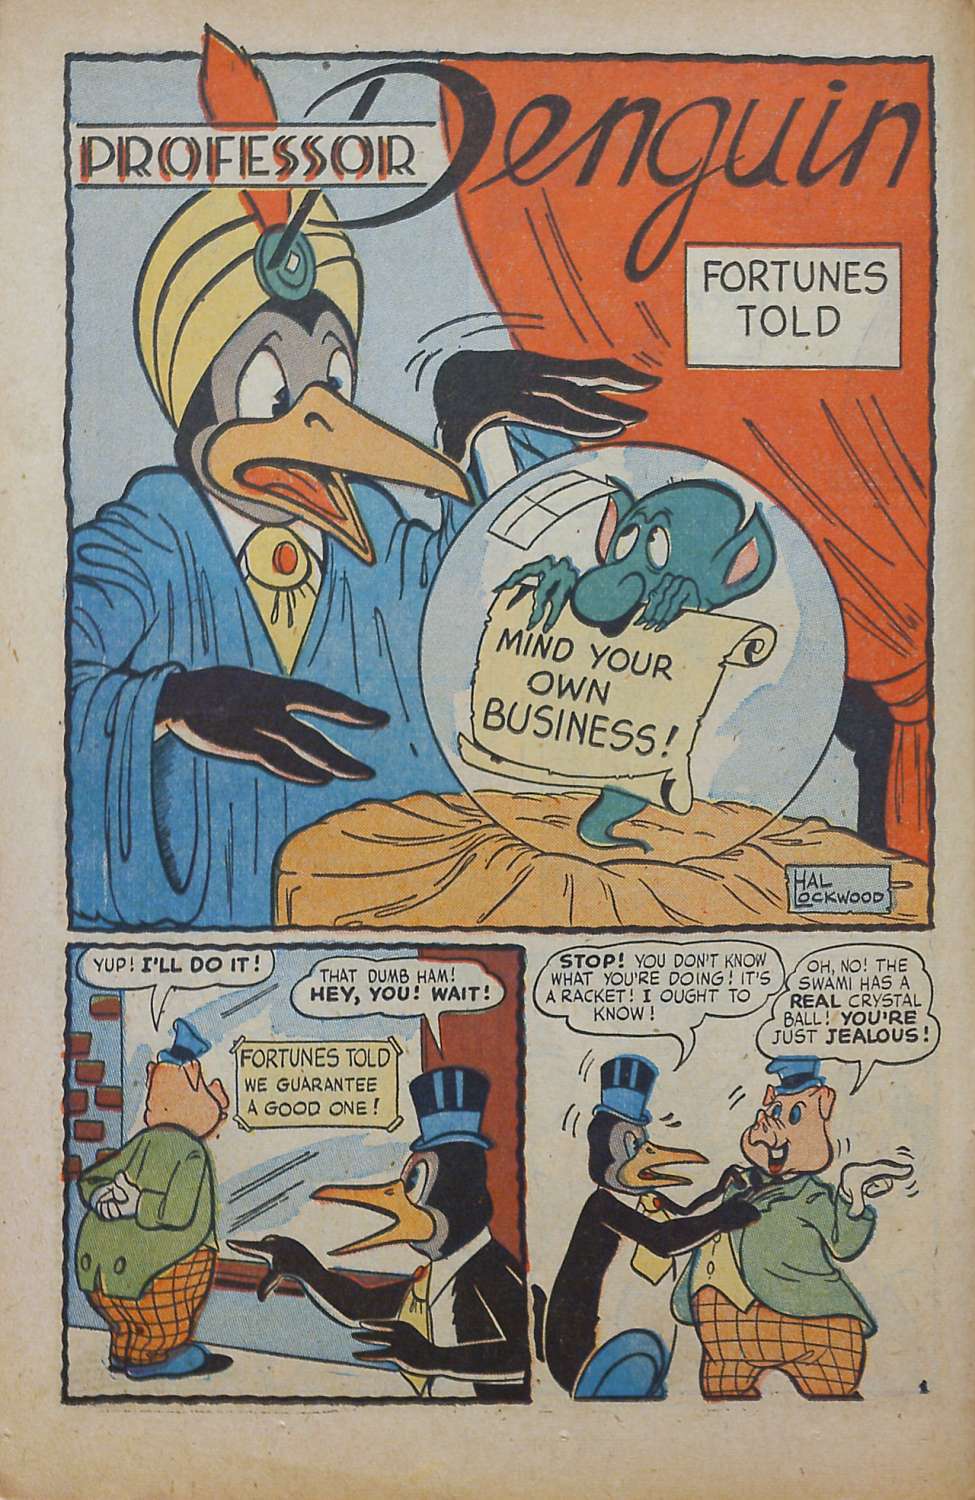 PROFESSOR Penguin
FORTUNES
TOLD
MIND YOUR
OWN
BUSINESS!
HAL
LOCKWOOD
YUP! I'LL DO IT!
THAT DUMB HAM!
HEY, YOU! WAIT!
FORTUNES TOLD
WE GUARANTEE
A GOOD ONE!
STOP! YOU DON'T KNOW
WHAT YOU'RE DOING! IT'S
A RACKET! I OUGHT TO
KNOW!
OH, NO! THE
SWAMI HAS A
REAL CRYSTAL
BALL! YOU'RE
JUST JEALOUS!
1